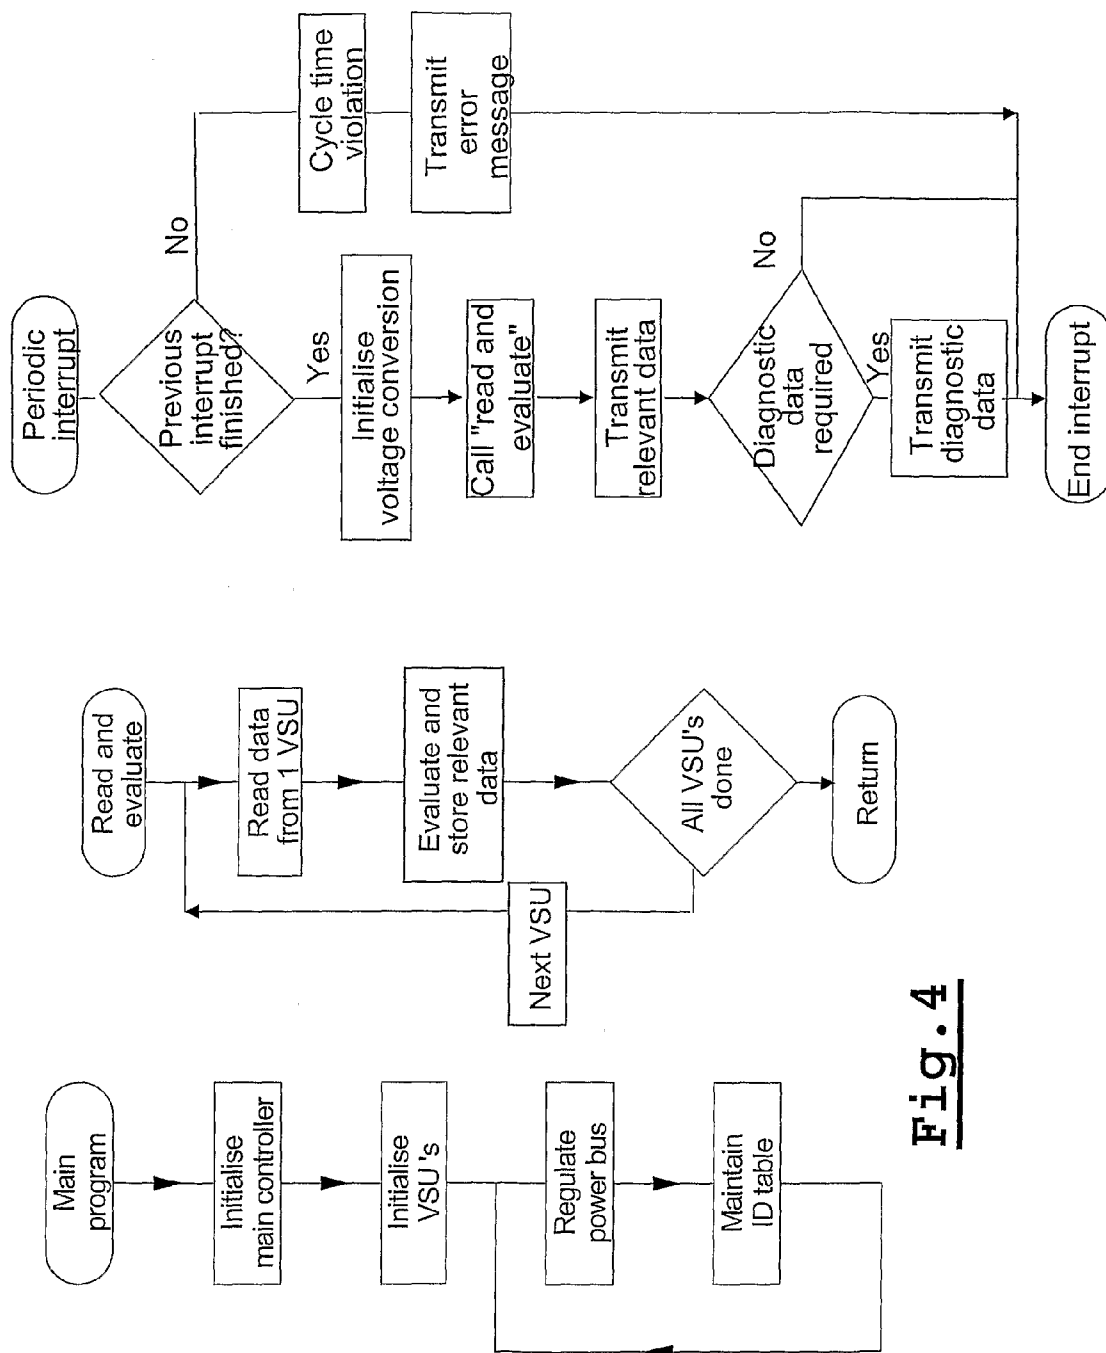 Main
program
Initialise
main controller
Initialise
VSU's
Regulate
power bus
Maintain
ID table
Read and
evaluate
Read data
from 1 VSU
Evaluate and
store relevant
data
All VSU's
done
Next VSU
Return
Periodic
interrupt
Previous
interrupt
finished?
No
Yes
Cycle time
violation
Transmit
error
message
Initialise
voltage conversion
Call "read and
evaluate"
Transmit
relevant data
Diagnostic
data
required
No
Yes
Transmit
diagnostic
data
End interrupt
Fig.4